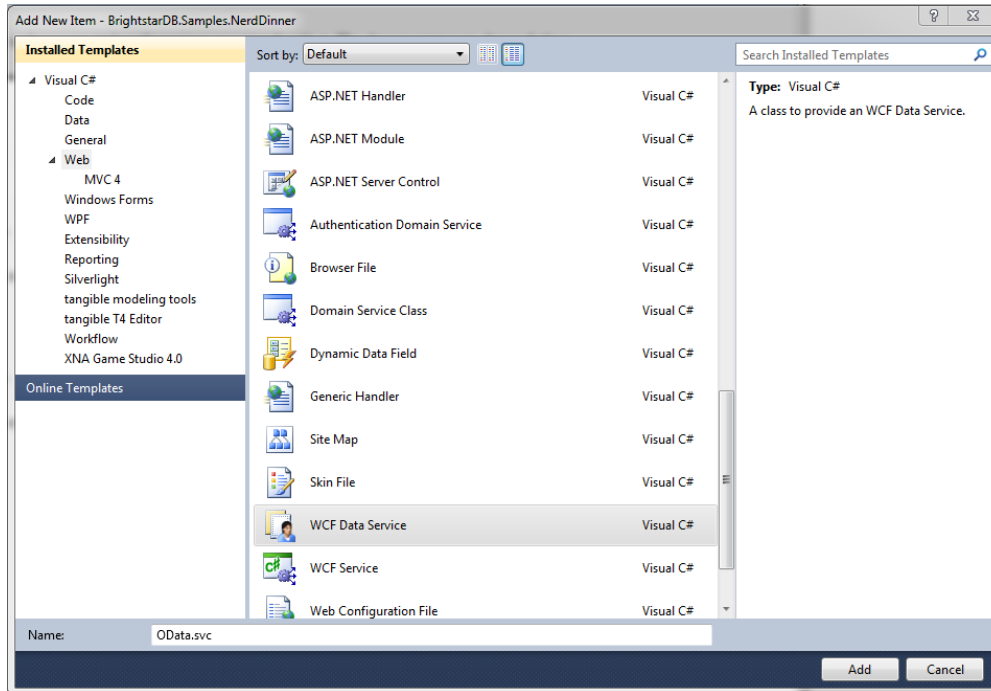 Add New Item - BrightstarDB.Samples.NerdDinner
Installed Templates
Visual C#
Code
Data
General
Web
MVC 4
Windows Forms
WPF
Extensibility
Reporting
Silverlight
tangible modeling tools
tangible T4 Editor
Workflow
XNA Game Studio 4.0
Online Templates
Sort by: Default
ASP.NET Handler Visual C#
ASP.NET Module Visual C#
ASP.NET Server Control Visual C#
Authentication Domain Service Visual C#
Browser File Visual C#
Domain Service Class Visual C#
Dynamic Data Field Visual C#
Generic Handler Visual C#
Site Map Visual C#
Skin File Visual C#
WCF Data Service Visual C#
WCF Service Visual C#
Web Configuration File Visual C#
Search Installed Templates
Type: Visual C#
A class to provide an WCF Data Service.
Name: OData.svc
Add Cancel